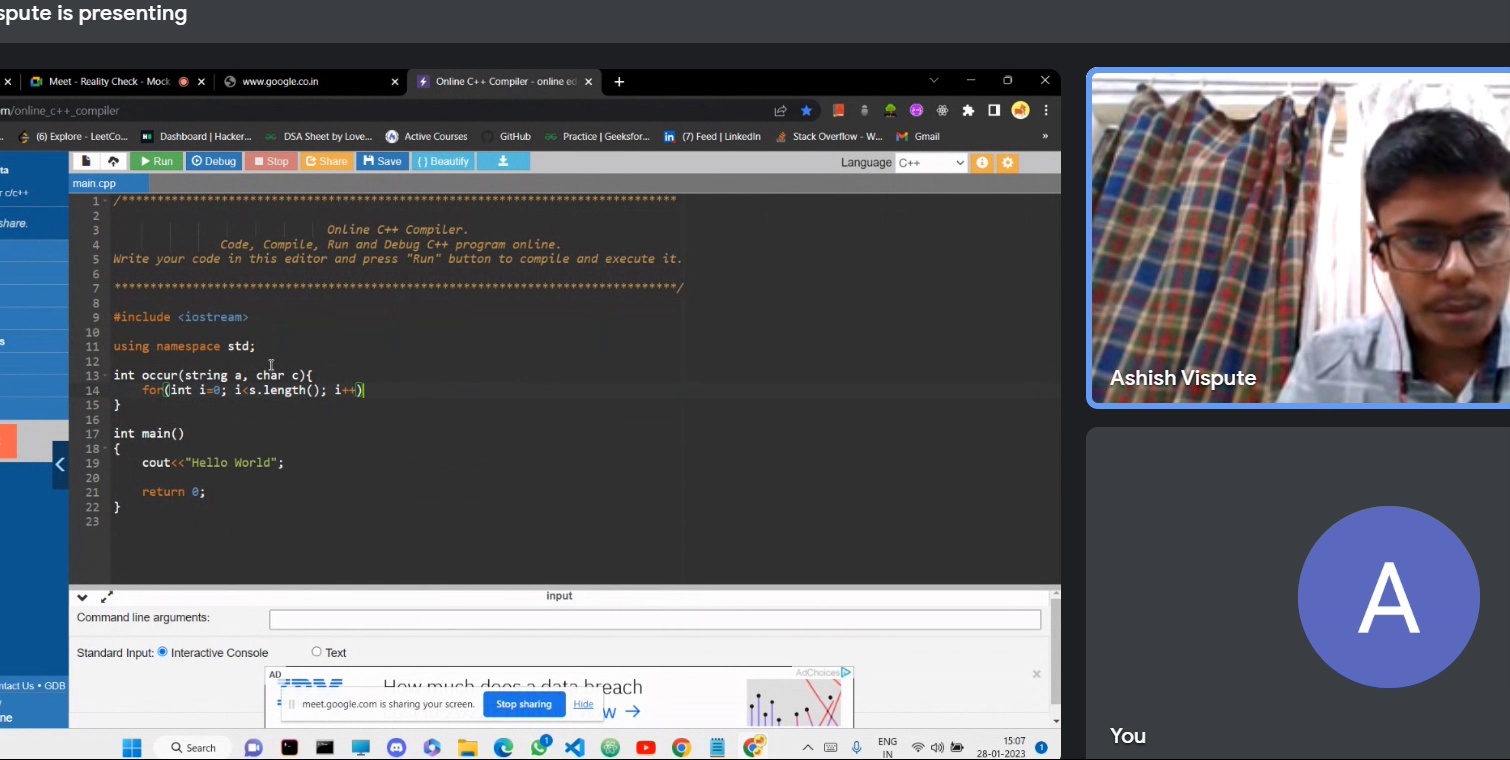 spute is presenting
Meet - Reality Check - Mock
www.google.co.in
Online C++ Compiler - online ed
m/online_c++_compiler
(6) Explore - LeetCo...
Dashboard | Hacker...
DSA Sheet by Love...
Active Courses
GitHub
Practice | Geeksfor...
(7) Feed | LinkedIn
Stack Overflow - W...
Gmail
»
ta
r c/c++
share.
s
Run
Debug
Stop
Share
Save
{ } Beautify
Language C++
main.cpp
1 /******************************************************************************
2
3 Online C++ Compiler.
4 Code, Compile, Run and Debug C++ program online.
5 Write your code in this editor and press "Run" button to compile and execute it.
6
7 *******************************************************************************/
8
9 #include <iostream>
10
11 using namespace std;
12
13 int occur(string a, char c){
14 for(int i=0; i<s.length(); i++)
15 }
16
17 int main()
18 {
19 cout<<"Hello World";
20
21 return 0;
22 }
23
input
Command line arguments:
Standard Input: Interactive Console Text
AD
AdChoices
How much does a data breach
meet.google.com is sharing your screen. Stop sharing Hide
w →
ntact Us • GDB
ne
Search
1
ENG
IN
15:07
28-01-2023
1
Ashish Vispute
A
You